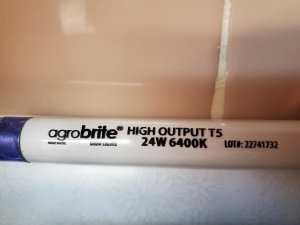 agrobrite® HIGH OUTPUT T5
24W 6400K LOT#: 22741732